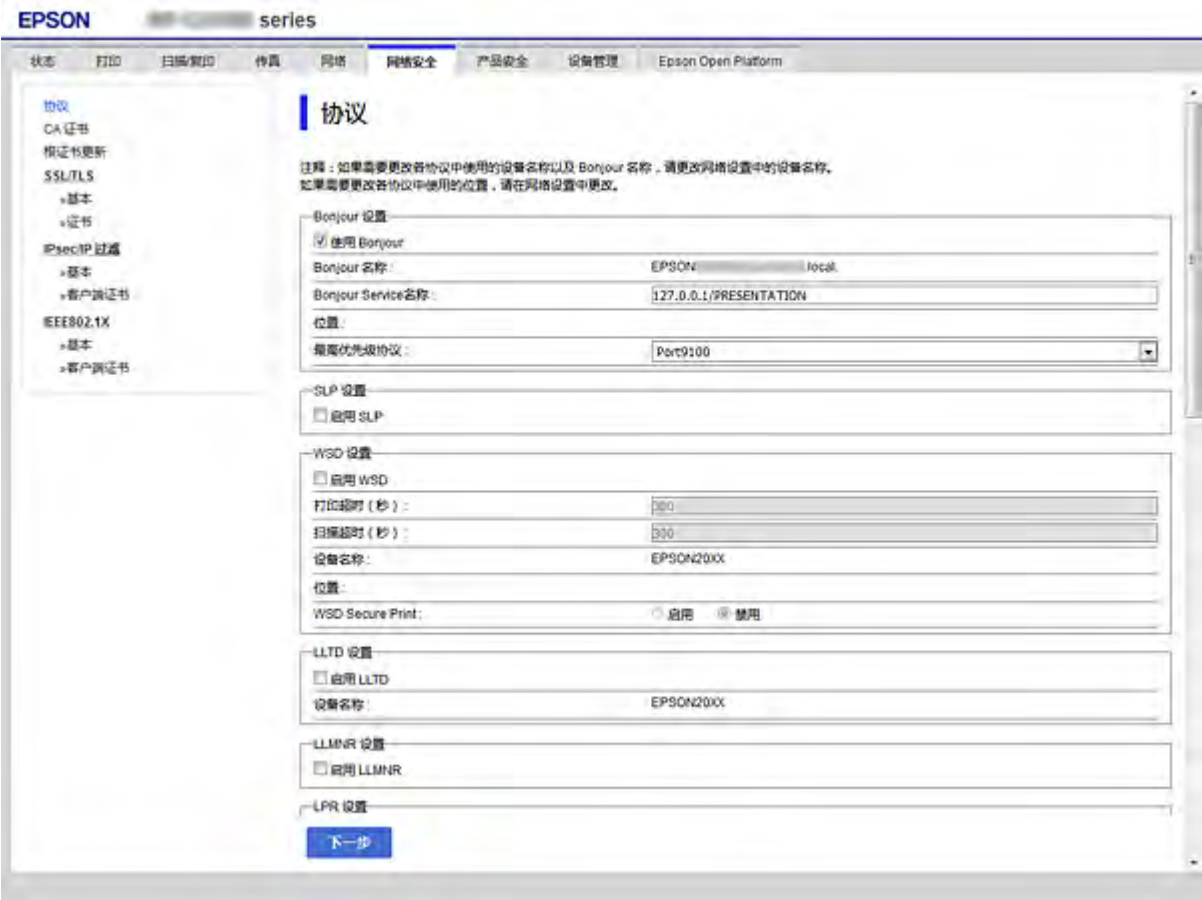 EPSON series
状态 打印 扫描/复印 传真 网络 网络安全 产品安全 设备管理 Epson Open Platform
协议
CA 证书
根证书更新
SSL/TLS
»基本
»证书
IPsec/IP 过滤
»基本
»客户端证书
IEEE802.1X
»基本
»客户端证书
协议
注释：如果需要更改各协议中使用的设备名称以及 Bonjour 名称，请更改网络设置中的设备名称。
如果需要更改各协议中使用的位置，请在网络设置中更改。
Bonjour 设置
使用 Bonjour
Bonjour 名称 : EPSON .local.
Bonjour Service名称 : 127.0.0.1/PRESENTATION
位置 :
最高优先级协议 : Port9100
SLP 设置
启用 SLP
WSD 设置
启用 WSD
打印超时（秒） : 300
扫描超时（秒） : 300
设备名称 : EPSON20XX
位置 :
WSD Secure Print : 启用 禁用
LLTD 设置
启用 LLTD
设备名称 : EPSON20XX
LLMNR 设置
启用 LLMNR
LPR 设置
下一步